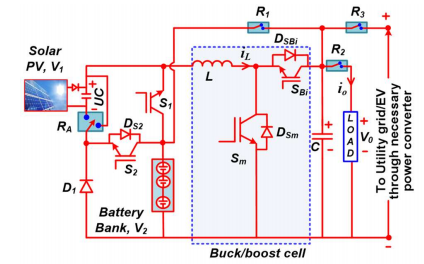 R1
R3
Solar
PV, V1
DSBi
iL
R2
L
SBi
S1
UC
io
RA
DS2
Sm
DSm
C
LOAD
V0
S2
D1
Battery
Bank, V2
Buck/boost cell
To Utility grid/EV
through necessary
power converter
+
-
+
-
+
-
+
-